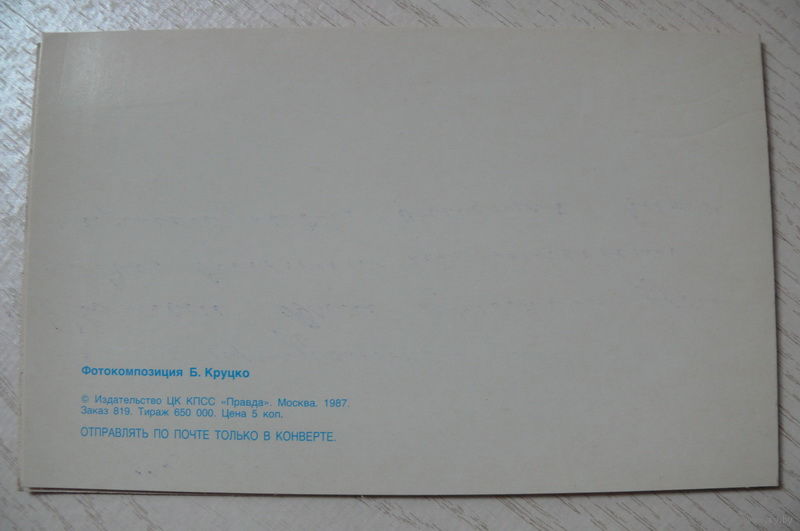 Фотокомпозиция Б. Круцко
© Издательство ЦК КПСС «Правда». Москва. 1987.
Заказ 819. Тираж 650 000. Цена 5 коп.
ОТПРАВЛЯТЬ ПО ПОЧТЕ ТОЛЬКО В КОНВЕРТЕ.